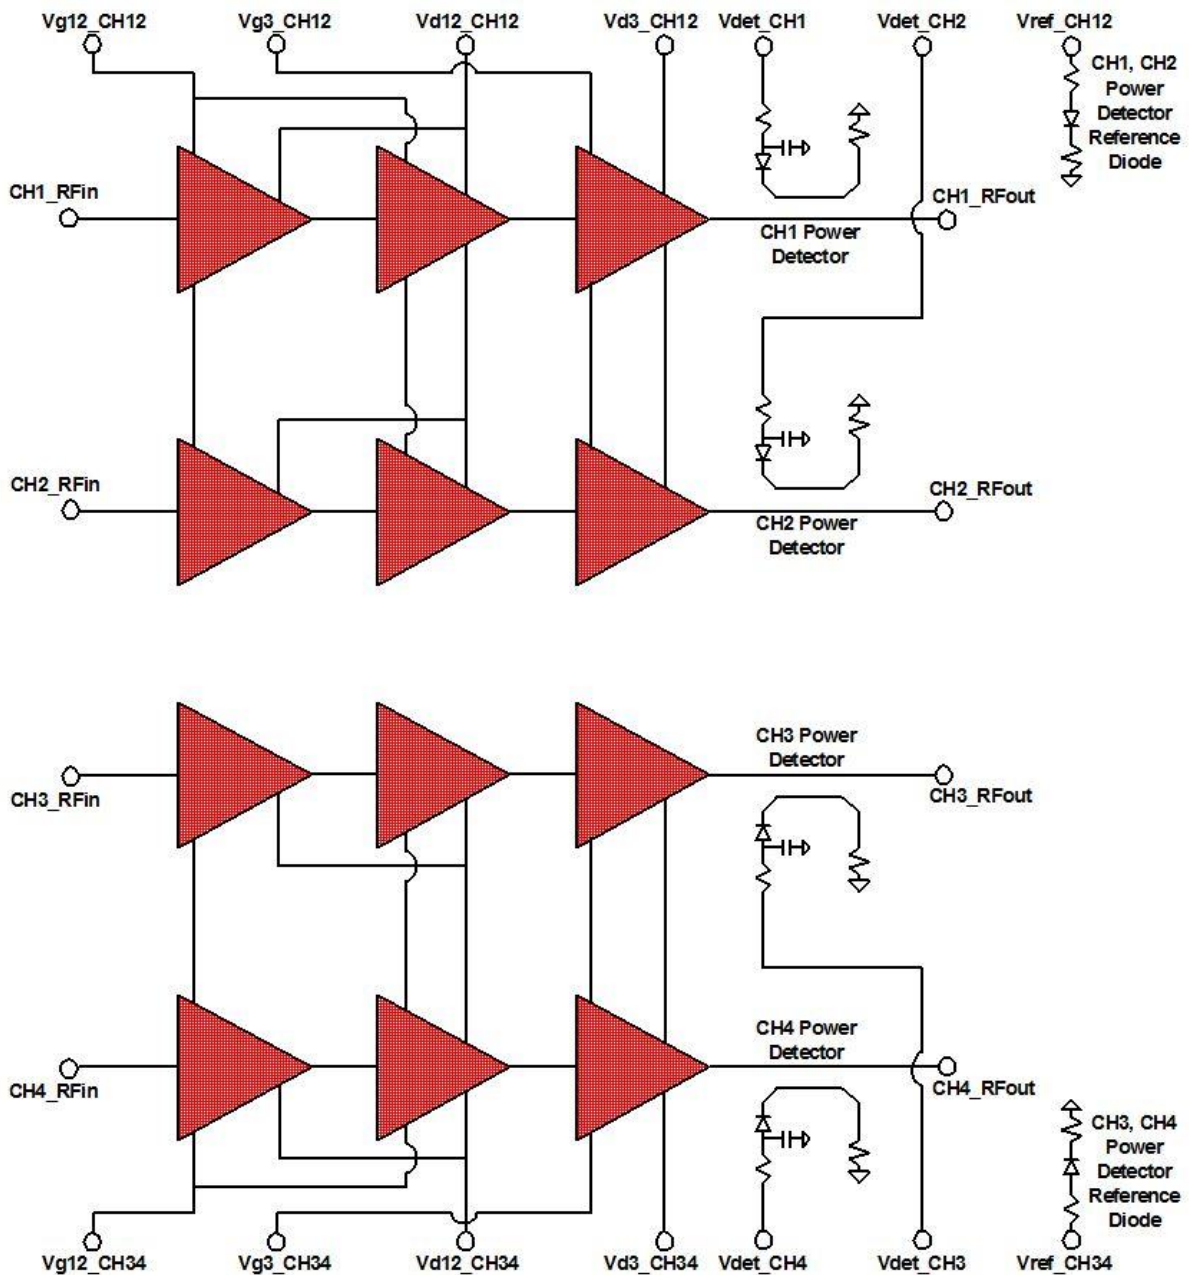 Vg12_CH12 Vg3_CH12 Vd12_CH12 Vd3_CH12 Vdet_CH1 Vdet_CH2 Vref_CH12
CH1, CH2
Power
Detector
Reference
Diode
CH1_RFin
CH1_RFout
CH1 Power
Detector
CH2_RFin
CH2_RFout
CH2 Power
Detector
CH3 Power
Detector
CH3_RFin
CH3_RFout
CH4 Power
Detector
CH4_RFin
CH4_RFout
CH3, CH4
Power
Detector
Reference
Diode
Vg12_CH34 Vg3_CH34 Vd12_CH34 Vd3_CH34 Vdet_CH4 Vdet_CH3 Vref_CH34